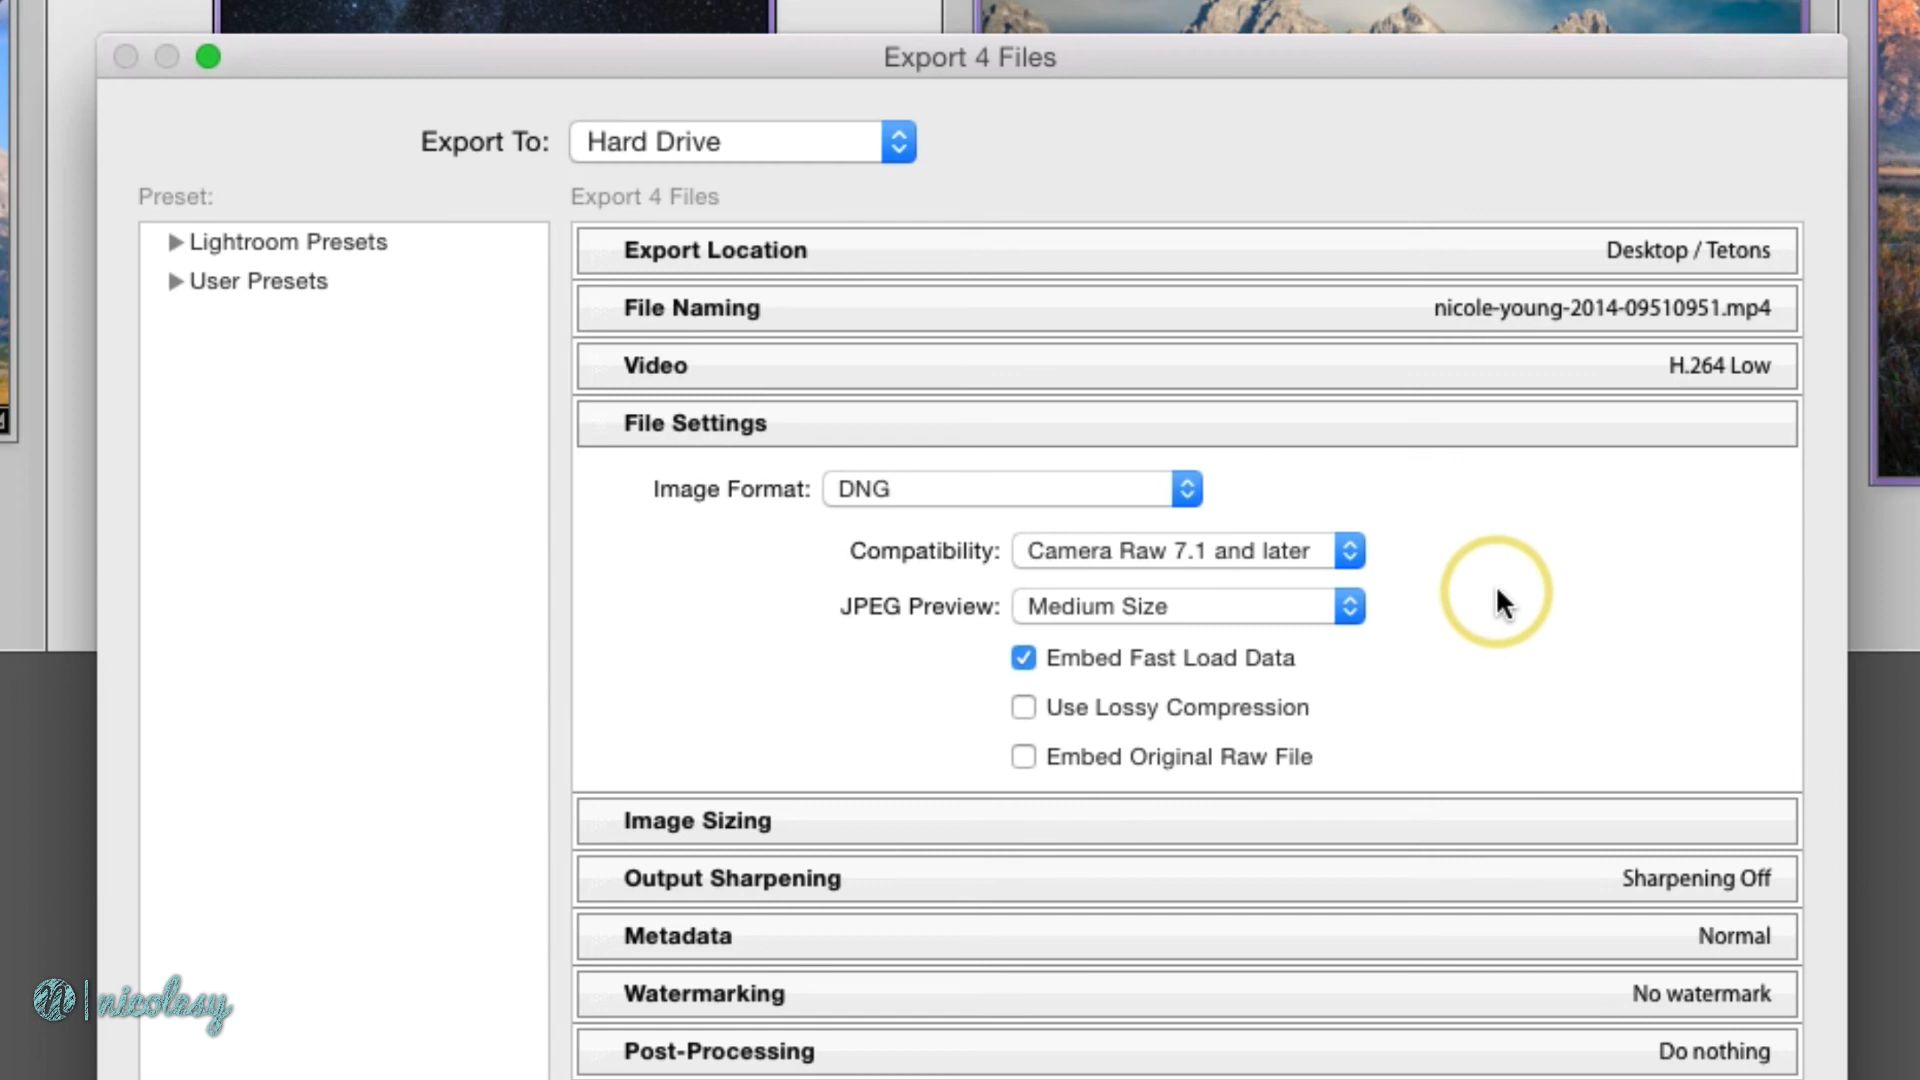 Export 4 Files
Export To: Hard Drive
Preset:
Export 4 Files
Lightroom Presets
User Presets
Export Location Desktop / Tetons
File Naming nicole-young-2014-09510951.mp4
Video H.264 Low
File Settings
Image Format: DNG
Compatibility: Camera Raw 7.1 and later
JPEG Preview: Medium Size
Embed Fast Load Data
Use Lossy Compression
Embed Original Raw File
Image Sizing
Output Sharpening Sharpening Off
Metadata Normal
Watermarking No watermark
Post-Processing Do nothing
n | nicolesy